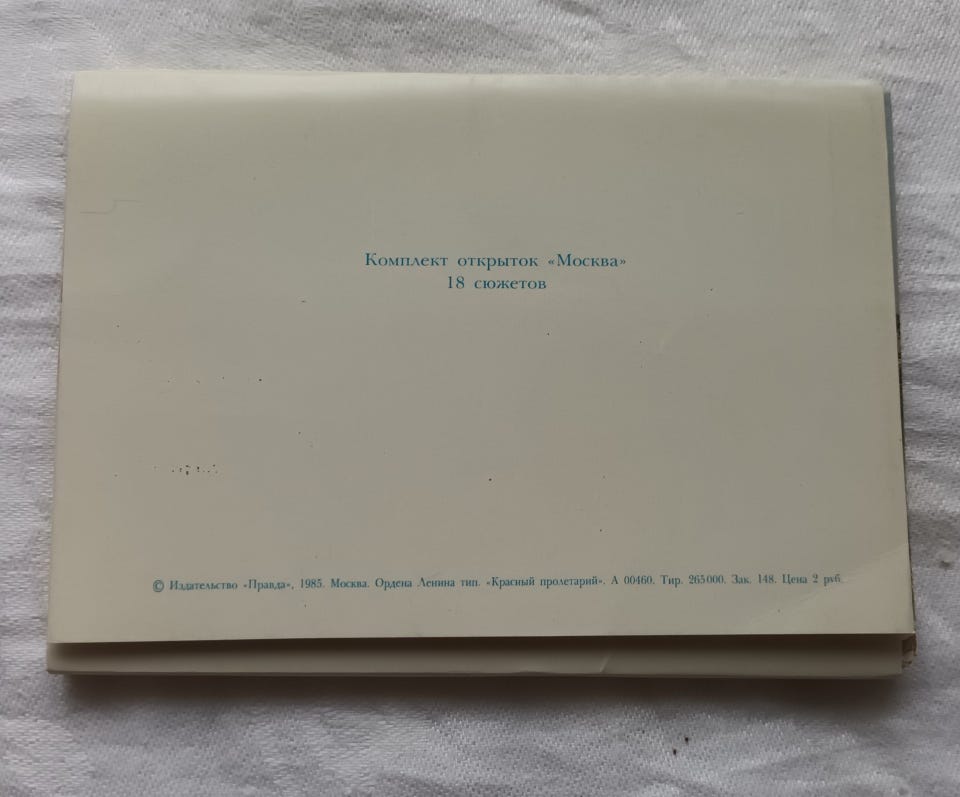 Комплект открыток «Москва»
18 сюжетов
© Издательство «Правда», 1985. Москва. Ордена Ленина тип. «Красный пролетарий». А 00460. Тир. 265000. Зак. 148. Цена 2 руб.